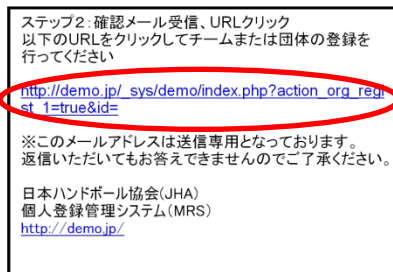 ステップ２：確認メール受信、URLクリック
以下のURLをクリックしてチームまたは団体の登録を
行ってください
http://demo.jp/_sys/demo/index.php?action_org_regi
st_1=true&id=
※このメールアドレスは送信専用となっております。
返信いただいてもお答えできませんのでご了承ください。
日本ハンドボール協会(JHA)
個人登録管理システム(MRS)
http://demo.jp/